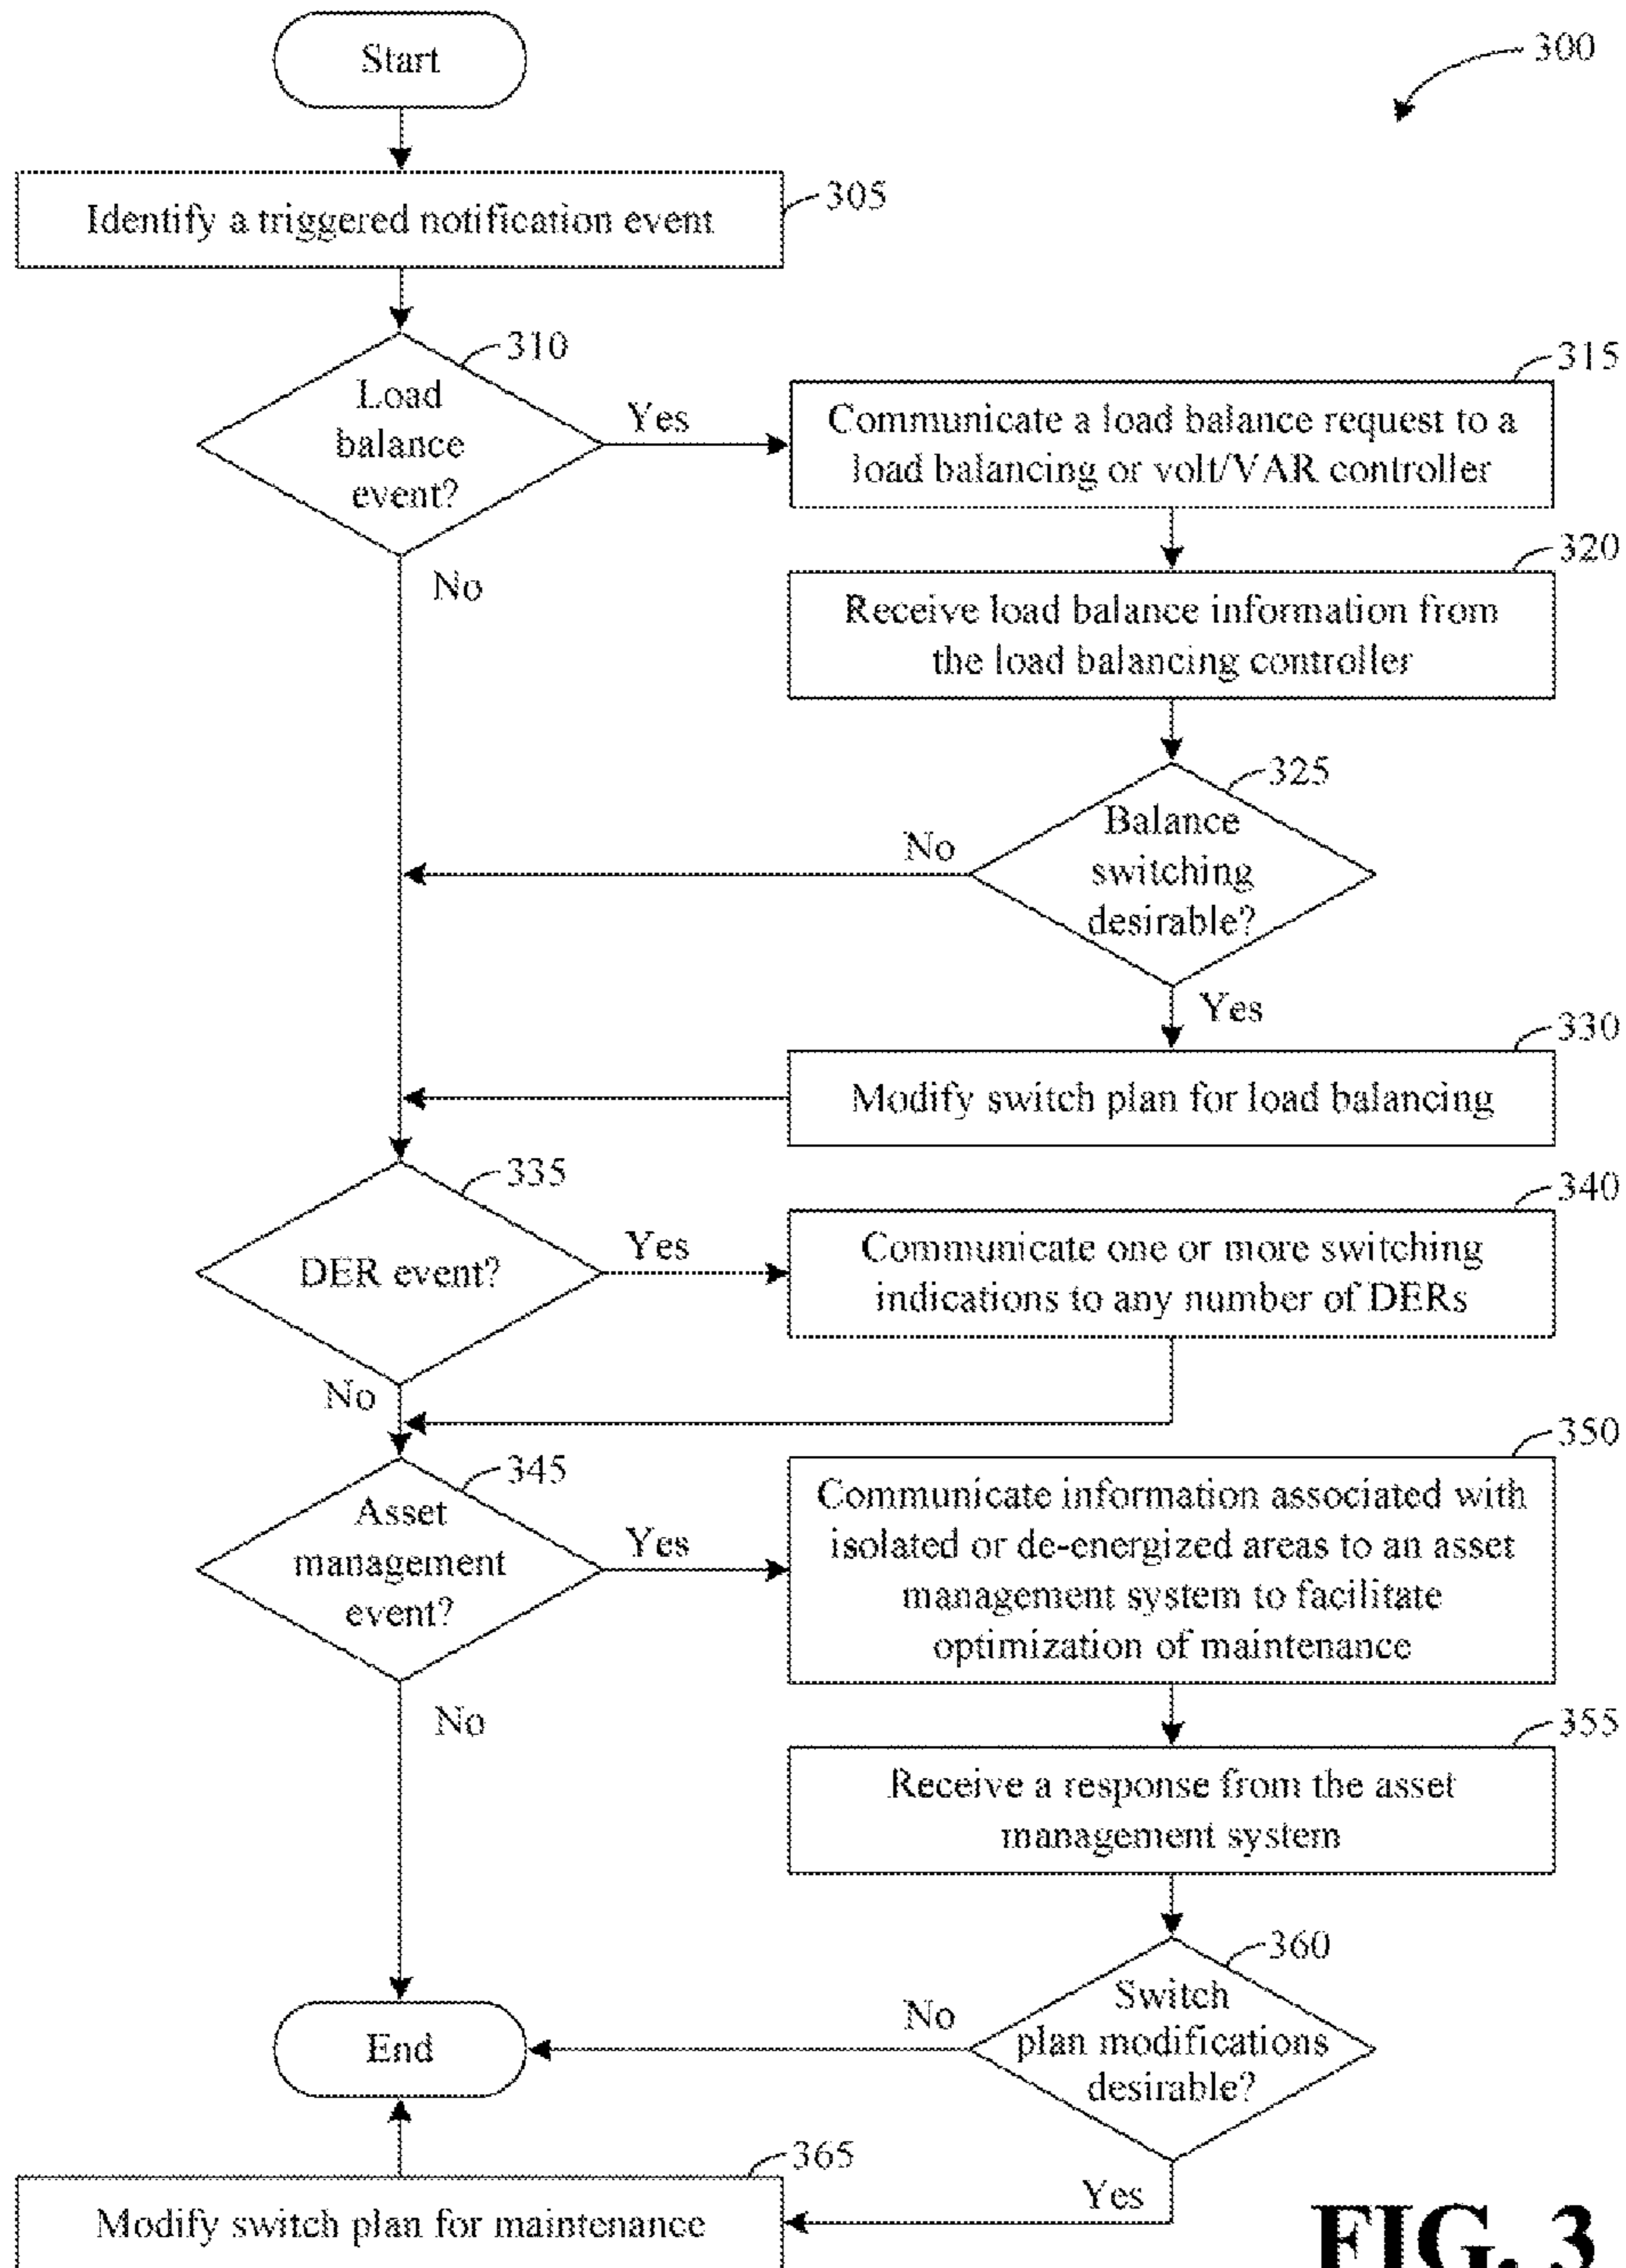 Start
300
Identify a triggered notification event
305
310
Load
balance
event?
Yes
No
315
Communicate a load balance request to a
load balancing or volt/VAR controller
320
Receive load balance information from
the load balancing controller
325
Balance
switching
desirable?
No
Yes
330
Modify switch plan for load balancing
335
DER event?
Yes
No
340
Communicate one or more switching
indications to any number of DERs
345
Asset
management
event?
Yes
No
350
Communicate information associated with
isolated or de-energized areas to an asset
management system to facilitate
optimization of maintenance
355
Receive a response from the asset
management system
360
Switch
plan modifications
desirable?
No
Yes
End
365
Modify switch plan for maintenance
FIG. 3